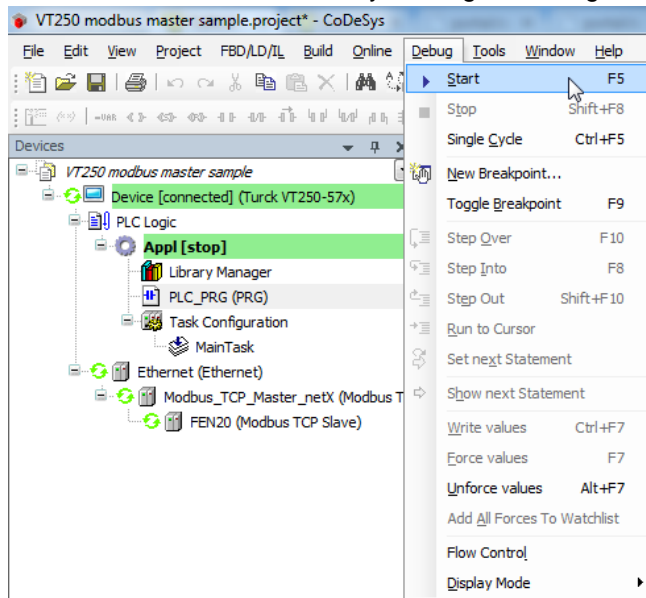 VT250 modbus master sample.project* - CoDeSys
File Edit View Project FBD/LD/IL Build Online Debug Tools Window Help
Devices
VT250 modbus master sample
Device [connected] (Turck VT250-57x)
PLC Logic
Appl [stop]
Library Manager
PLC_PRG (PRG)
Task Configuration
MainTask
Ethernet (Ethernet)
Modbus_TCP_Master_netX (Modbus T
FEN20 (Modbus TCP Slave)
Start F5
Stop Shift+F8
Single Cycle Ctrl+F5
New Breakpoint...
Toggle Breakpoint F9
Step Over F10
Step Into F8
Step Out Shift+F10
Run to Cursor
Set next Statement
Show next Statement
Write values Ctrl+F7
Force values F7
Unforce values Alt+F7
Add All Forces To Watchlist
Flow Control
Display Mode